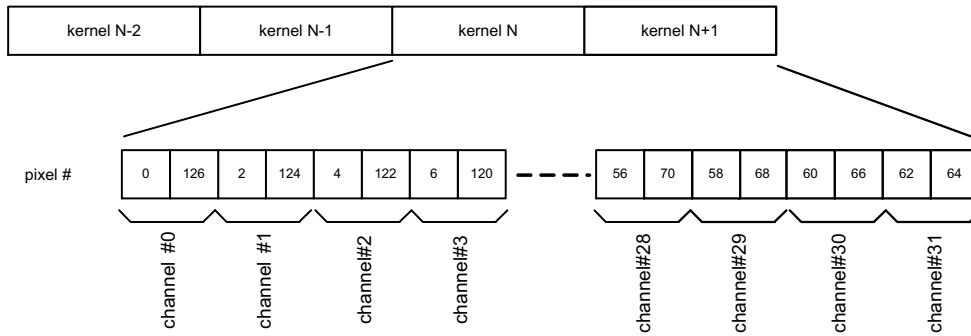 kernel N-2 kernel N-1 kernel N kernel N+1
pixel # 0 126 2 124 4 122 6 120 56 70 58 68 60 66 62 64
channel #0
channel #1
channel#2
channel#3
channel#28
channel#29
channel#30
channel#31